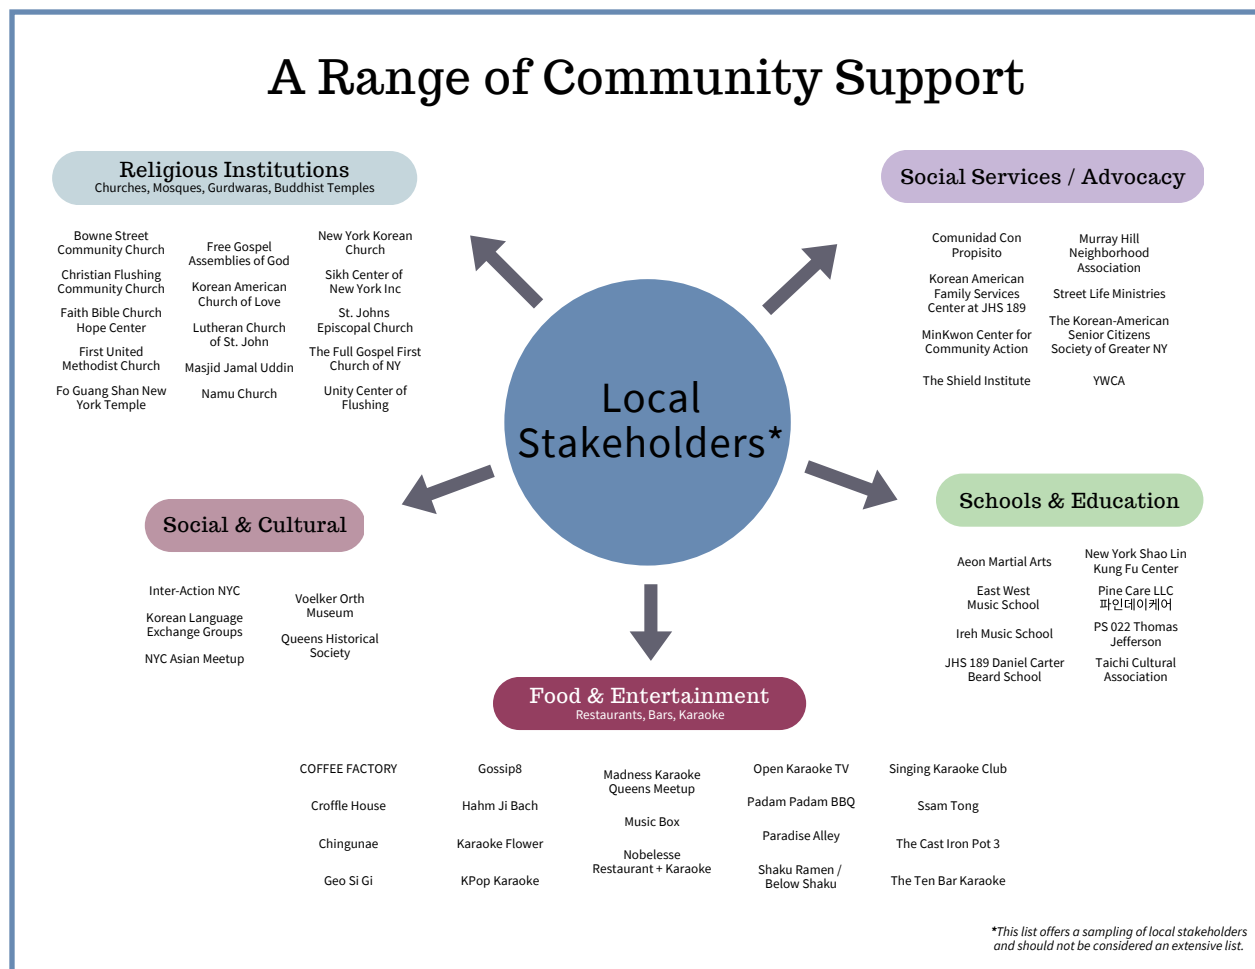 A Range of Community Support
Religious Institutions
Churches, Mosques, Gurdwaras, Buddhist Temples
Bowne Street
Community Church
Christian Flushing
Community Church
Faith Bible Church
Hope Center
First United
Methodist Church
Fo Guang Shan New
York Temple
Free Gospel
Assemblies of God
Korean American
Church of Love
Lutheran Church
of St. John
Masjid Jamal Uddin
Namu Church
New York Korean
Church
Sikh Center of
New York Inc
St. Johns
Episcopal Church
The Full Gospel First
Church of NY
Unity Center of
Flushing
Social Services / Advocacy
Comunidad Con
Propisito
Korean American
Family Services
Center at JHS 189
MinKwon Center for
Community Action
The Shield Institute
Murray Hill
Neighborhood
Association
Street Life Ministries
The Korean-American
Senior Citizens
Society of Greater NY
YWCA
Local
Stakeholders*
Social & Cultural
Inter-Action NYC
Korean Language
Exchange Groups
NYC Asian Meetup
Voelker Orth
Museum
Queens Historical
Society
Schools & Education
Aeon Martial Arts
East West
Music School
Ireh Music School
JHS 189 Daniel Carter
Beard School
New York Shao Lin
Kung Fu Center
Pine Care LLC
파인데이케어
PS 022 Thomas
Jefferson
Taichi Cultural
Association
Food & Entertainment
Restaurants, Bars, Karaoke
COFFEE FACTORY
Croffle House
Chingunae
Geo Si Gi
Gossip8
Hahm Ji Bach
Karaoke Flower
KPop Karaoke
Madness Karaoke
Queens Meetup
Music Box
Nobelesse
Restaurant + Karaoke
Open Karaoke TV
Padam Padam BBQ
Paradise Alley
Shaku Ramen /
Below Shaku
Singing Karaoke Club
Ssam Tong
The Cast Iron Pot 3
The Ten Bar Karaoke
*This list offers a sampling of local stakeholders
and should not be considered an extensive list.